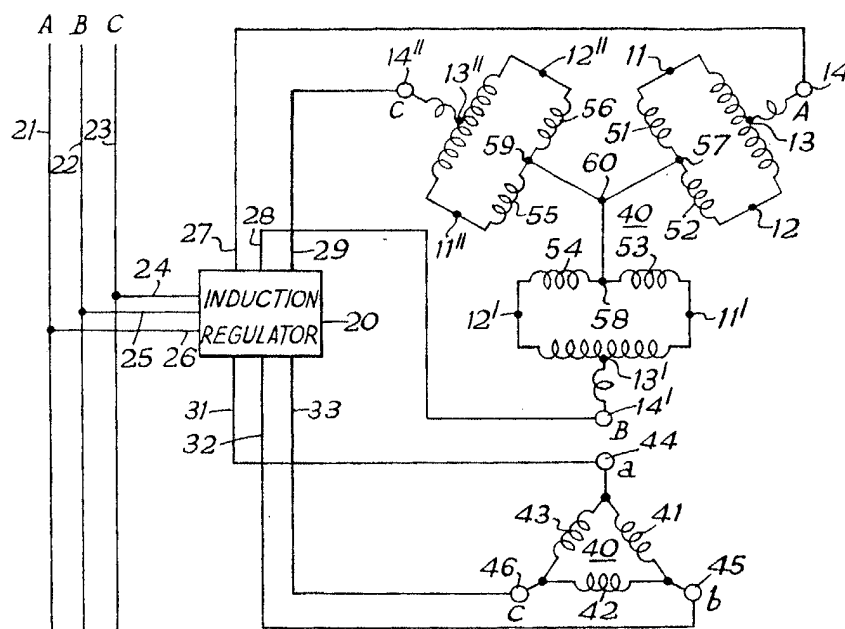 A B C
12" 11
14" 13" 14
C A
21 23 56 51 13
22 59 57
60
28 55 40 52 12
27 29 11"
24 54 53
INDUCTION
20 12' 58 11'
REGULATOR
25 26
13'
31 33 14'
32 B
44
a
43 41
40
46 45
C 42 b